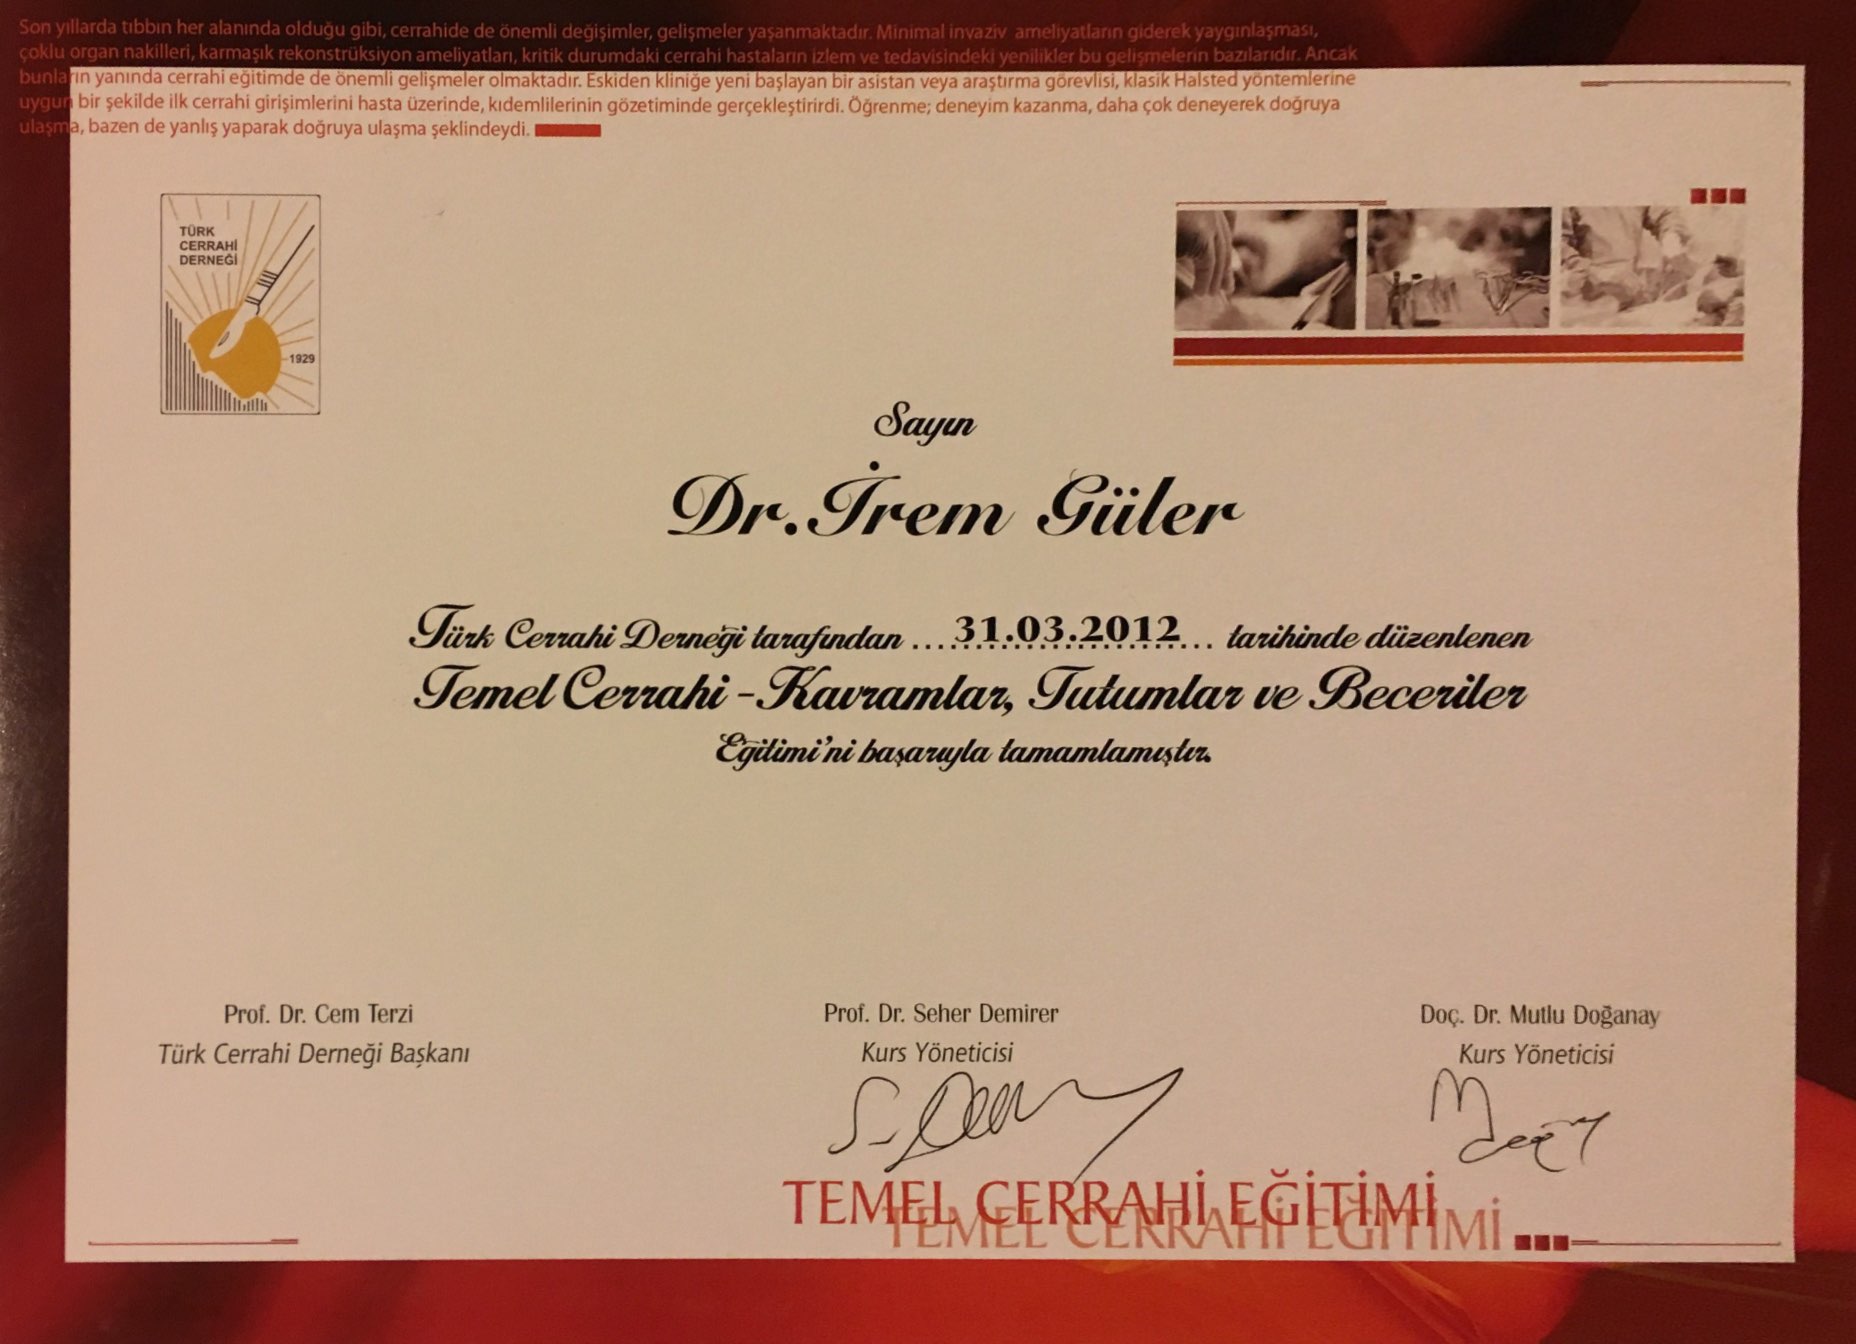 Son yıllarda tıbbın her alanında olduğu gibi, cerrahide de önemli değişimler, gelişmeler yaşanmaktadır. Minimal invaziv ameliyatların giderek yaygınlaşması,
çoklu organ nakilleri, karmaşık rekonstrüksiyon ameliyatları, kritik durumdaki cerrahi hastaların izlem ve tedavisindeki yenilikler bu gelişmelerin bazılarıdır. Ancak
bunların yanında cerrahi eğitimde de önemli gelişmeler olmaktadır. Eskiden kliniğe yeni başlayan bir asistan veya araştırma görevlisi, klasik Halsted yöntemlerine
uygun bir şekilde ilk cerrahi girişimlerini hasta üzerinde, kıdemlilerinin gözetiminde gerçekleştirirdi. Öğrenme; deneyim kazanma, daha çok deneyerek doğruya
ulaşma, bazen de yanlış yaparak doğruya ulaşma şeklindeydi.
TÜRK
CERRAHİ
DERNEĞİ
1929
Sayın
Dr. İrem Güler
Türk Cerrahi Derneği tarafından ....31.03.2012.... tarihinde düzenlenen
Temel Cerrahi - Kavramlar, Tutumlar ve Beceriler
Eğitimi'ni başarıyla tamamlamıştır.
Prof. Dr. Cem Terzi
Türk Cerrahi Derneği Başkanı
Prof. Dr. Seher Demirer
Kurs Yöneticisi
Doç. Dr. Mutlu Doğanay
Kurs Yöneticisi
TEMEL CERRAHİ EĞİTİMİ
TEMEL CERRAHİ EĞİTİMİ